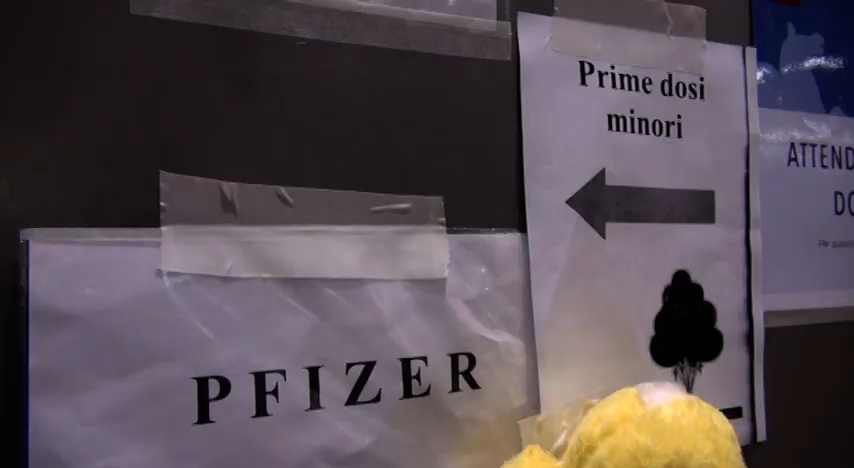 Prime dosi
minori
PFIZER
ATTEND
DO